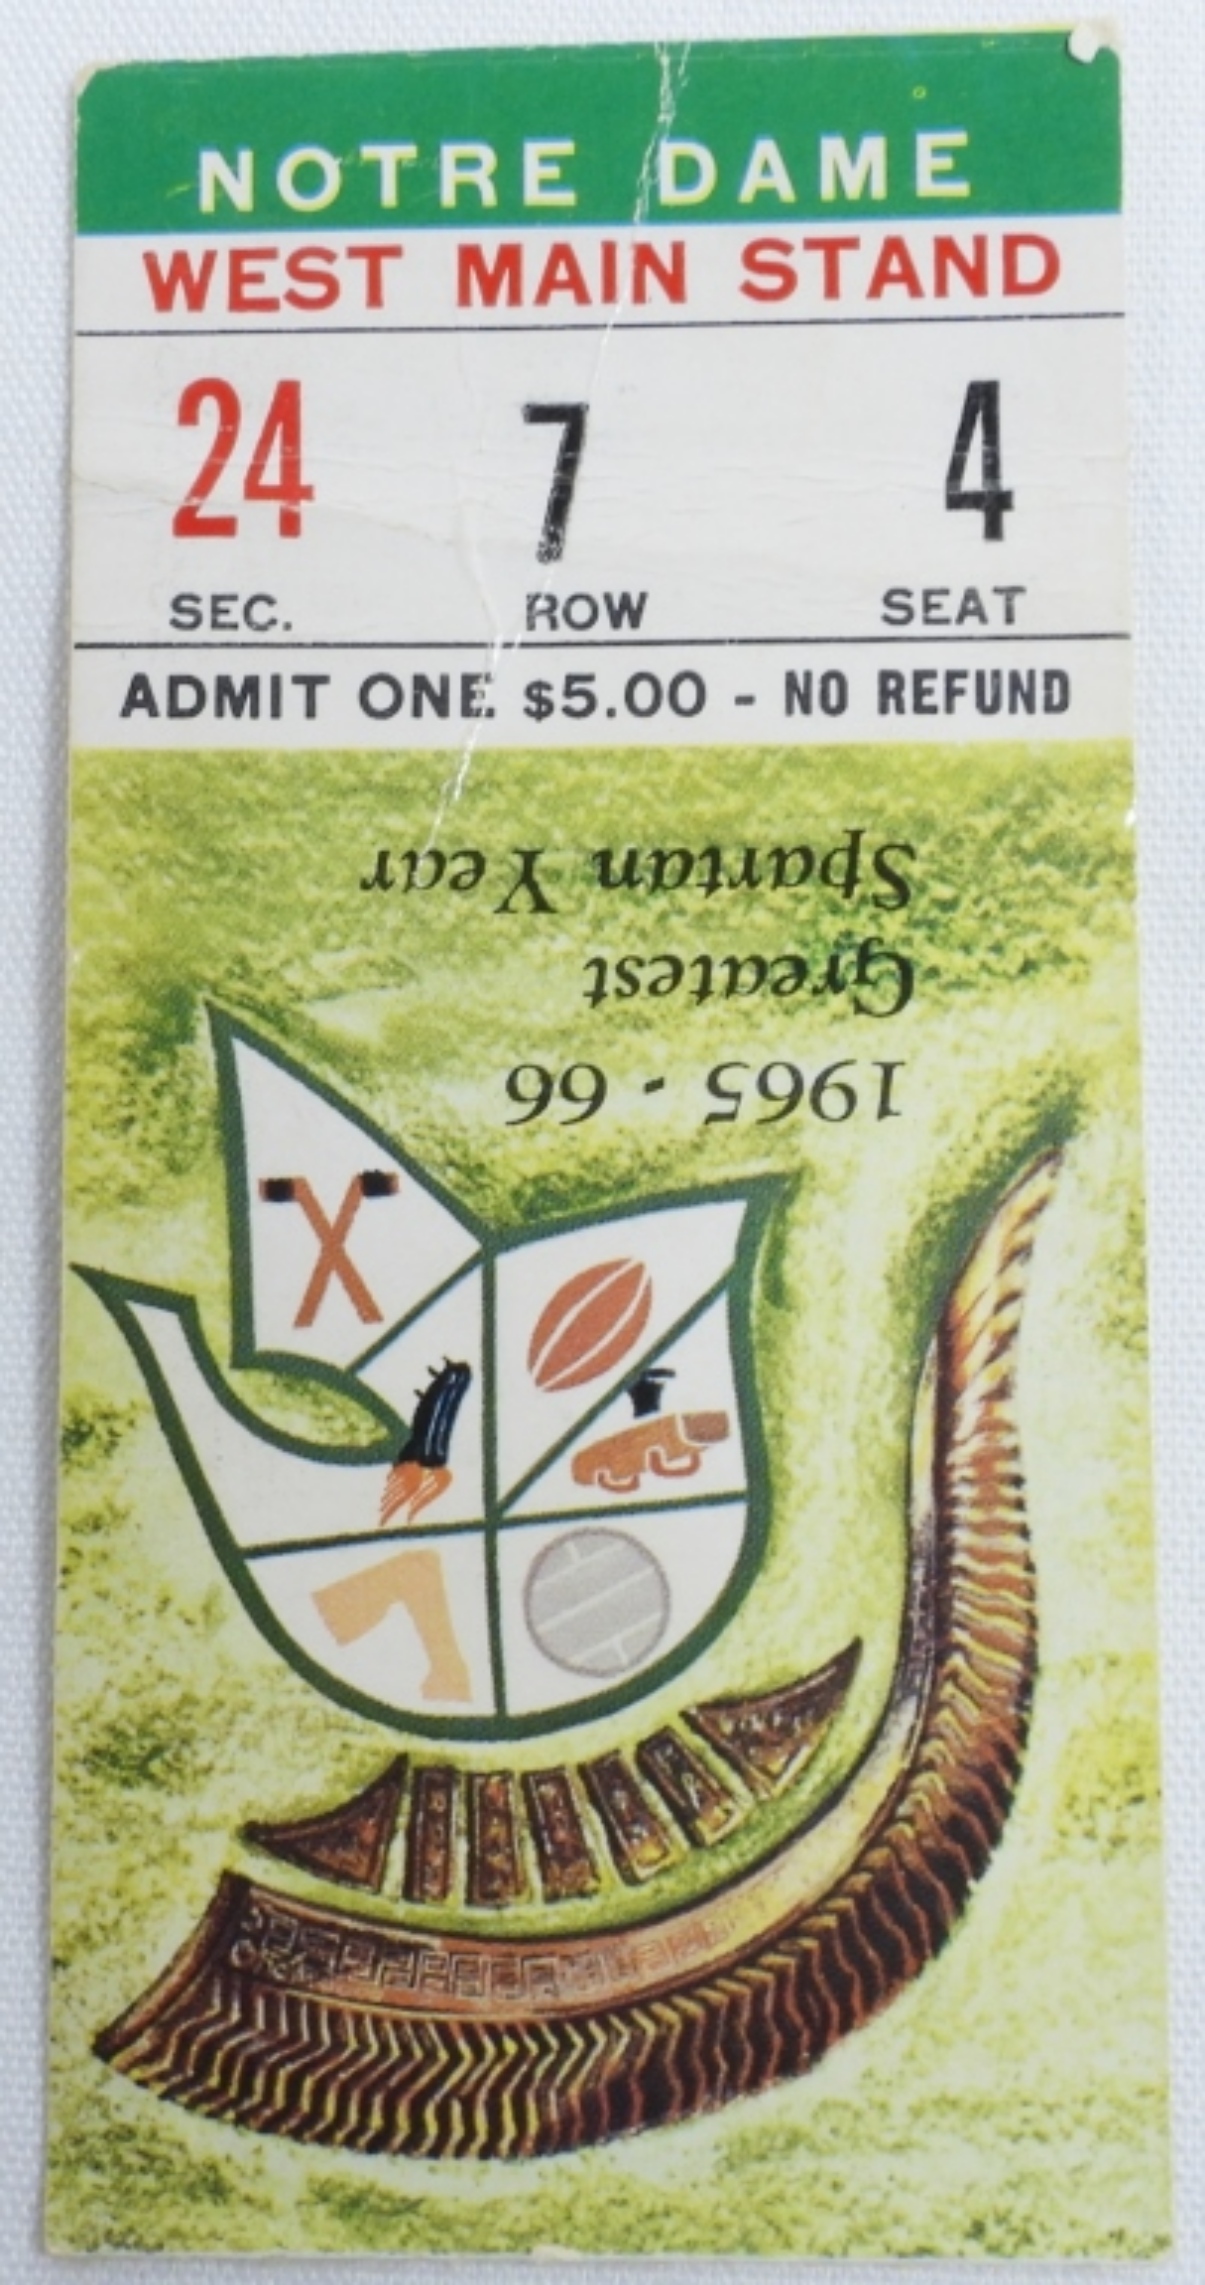 NOTRE DAME
WEST MAIN STAND
24 7 4
SEC. ROW SEAT
ADMIT ONE $5.00 - NO REFUND
1965 - 66
Greatest
Spartan Year